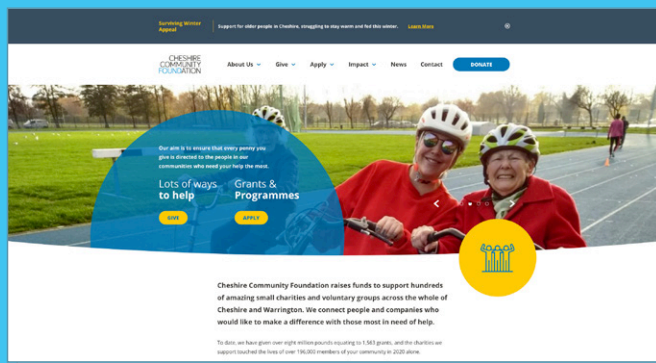 Surviving Winter
Appeal
Support for older people in Cheshire, struggling to stay warm and fed this winter. Learn More
CHESHIRE
COMMUNITY
FOUNDATION
About Us Give Apply Impact News Contact DONATE
Our aim is to ensure that every penny you
give is directed to the people in our
communities who need your help the most.
Lots of ways
to help
GIVE
Grants &
Programmes
APPLY
Cheshire Community Foundation raises funds to support hundreds
of amazing small charities and voluntary groups across the whole of
Cheshire and Warrington. We connect people and companies who
would like to make a difference with those most in need of help.
To date, we have given over eight million pounds equating to 1,563 grants, and the charities we
support touched the lives of over 196,000 members of your community in 2020 alone.